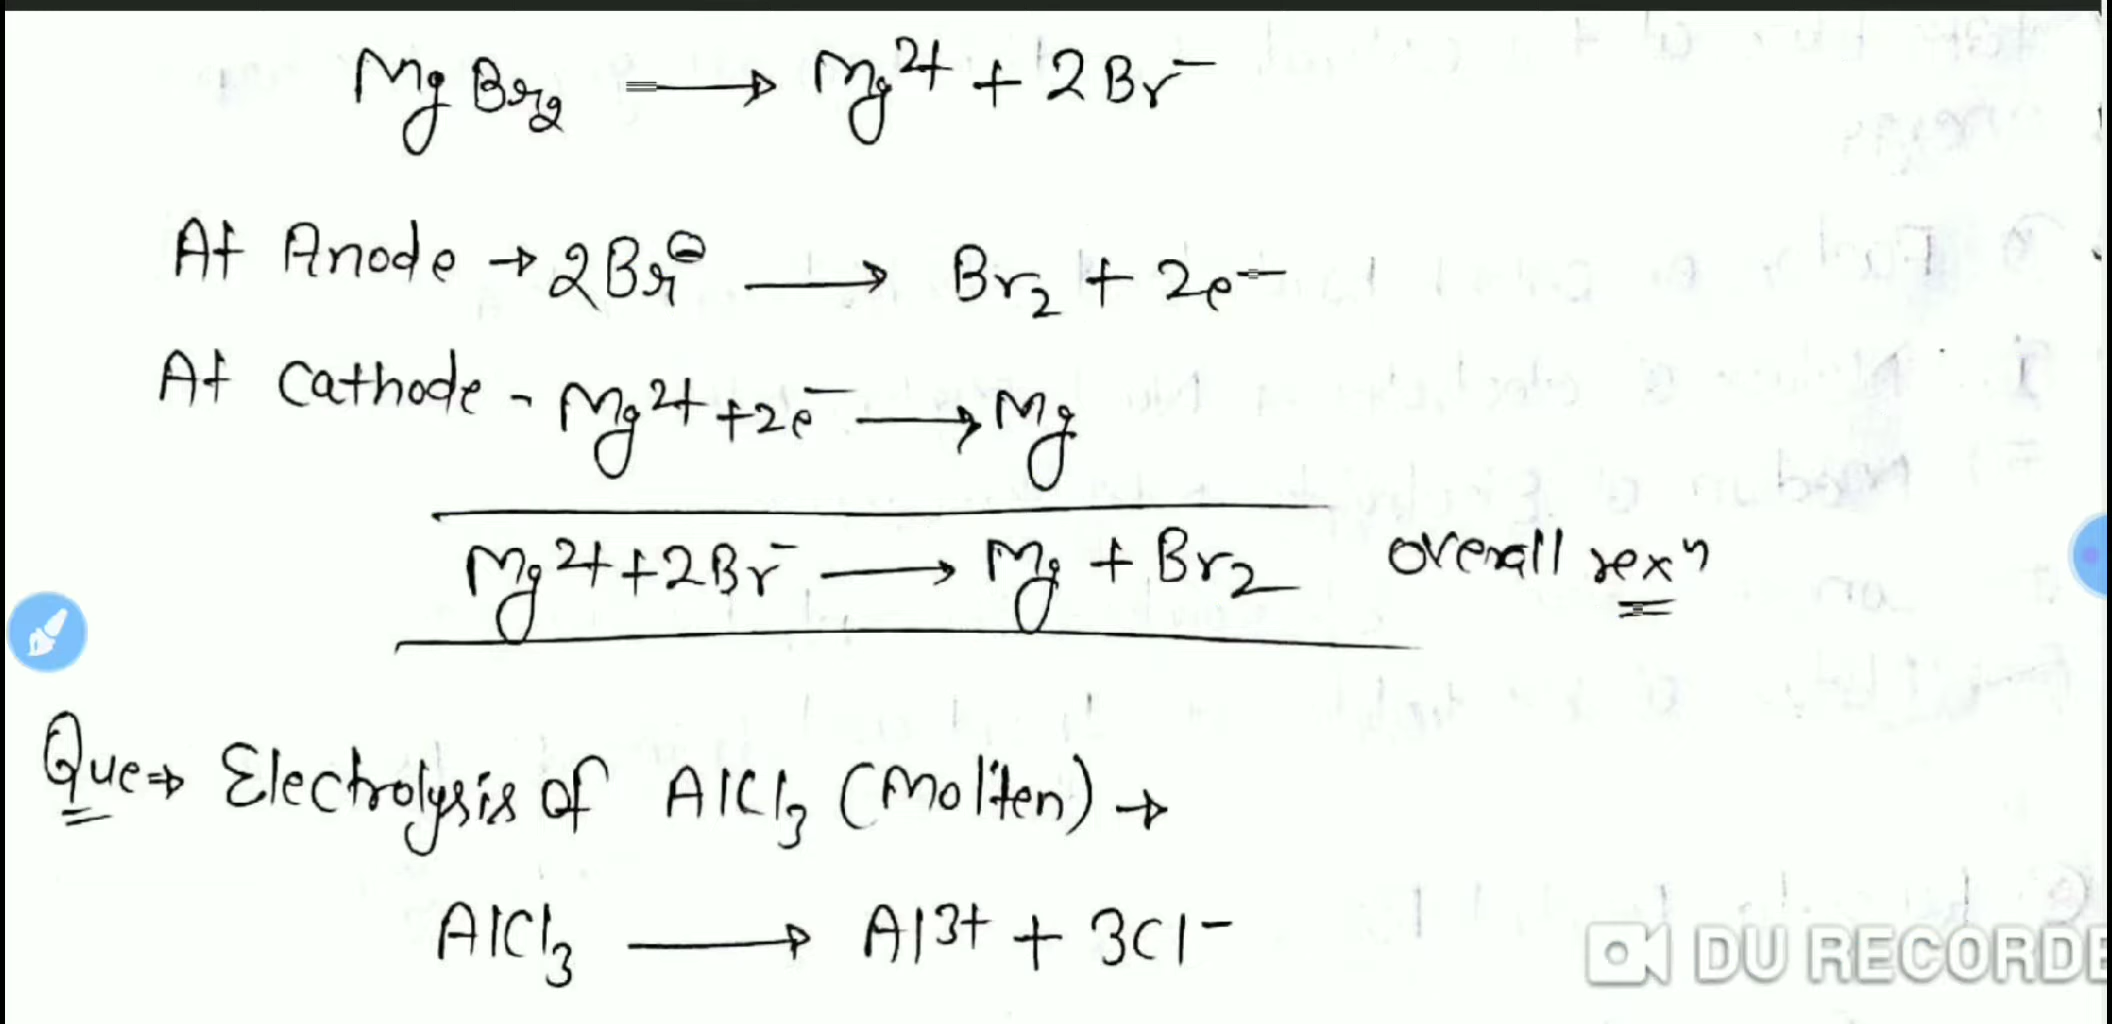 MgBr₂ → Mg²⁺ + 2Br⁻
At Anode → 2Br⊖ → Br₂ + 2e⁻
At Cathode - Mg²⁺ + 2e⁻ → Mg
Mg²⁺ + 2Br⁻ → Mg + Br₂ overall rexⁿ
Que⇒ Electrolysis of AlCl₃ (Molten) →
AlCl₃ → Al³⁺ + 3Cl⁻
DU RECORDE